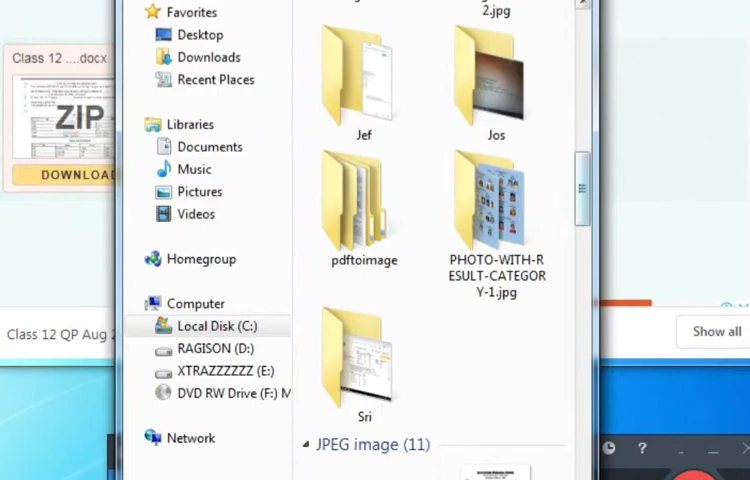 Class 12 ....docx
ZIP
DOWNLOA
Class 12 QP Aug 2
Favorites
Desktop
Downloads
Recent Places
Libraries
Documents
Music
Pictures
Videos
Homegroup
Computer
Local Disk (C:)
RAGISON (D:)
XTRAZZZZZZ (E:)
DVD RW Drive (F:) M
Network
2.jpg
Jef
Jos
pdftoimage
PHOTO-WITH-R
ESULT-CATEGOR
Y-1.jpg
Sri
JPEG image (11)
Show all
?